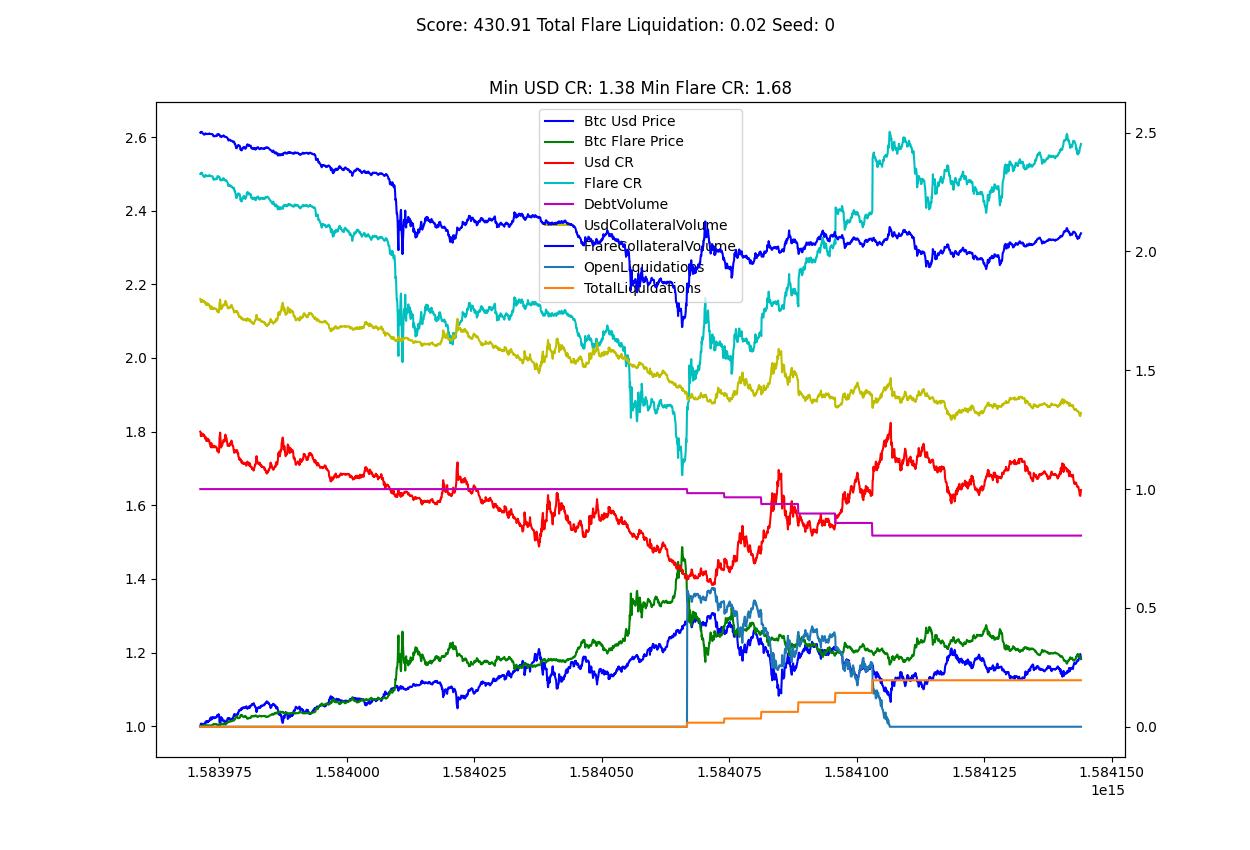 Score: 430.91 Total Flare Liquidation: 0.02 Seed: 0
Min USD CR: 1.38 Min Flare CR: 1.68
Btc Usd Price
Btc Flare Price
Usd CR
Flare CR
DebtVolume
UsdCollateralVolume
FlareCollateralVolume
OpenLiquidations
TotalLiquidations
2.6
2.4
2.2
2.0
1.8
1.6
1.4
1.2
1.0
2.5
2.0
1.5
1.0
0.5
0.0
1.583975 1.584000 1.584025 1.584050 1.584075 1.584100 1.584125 1.584150
1e15